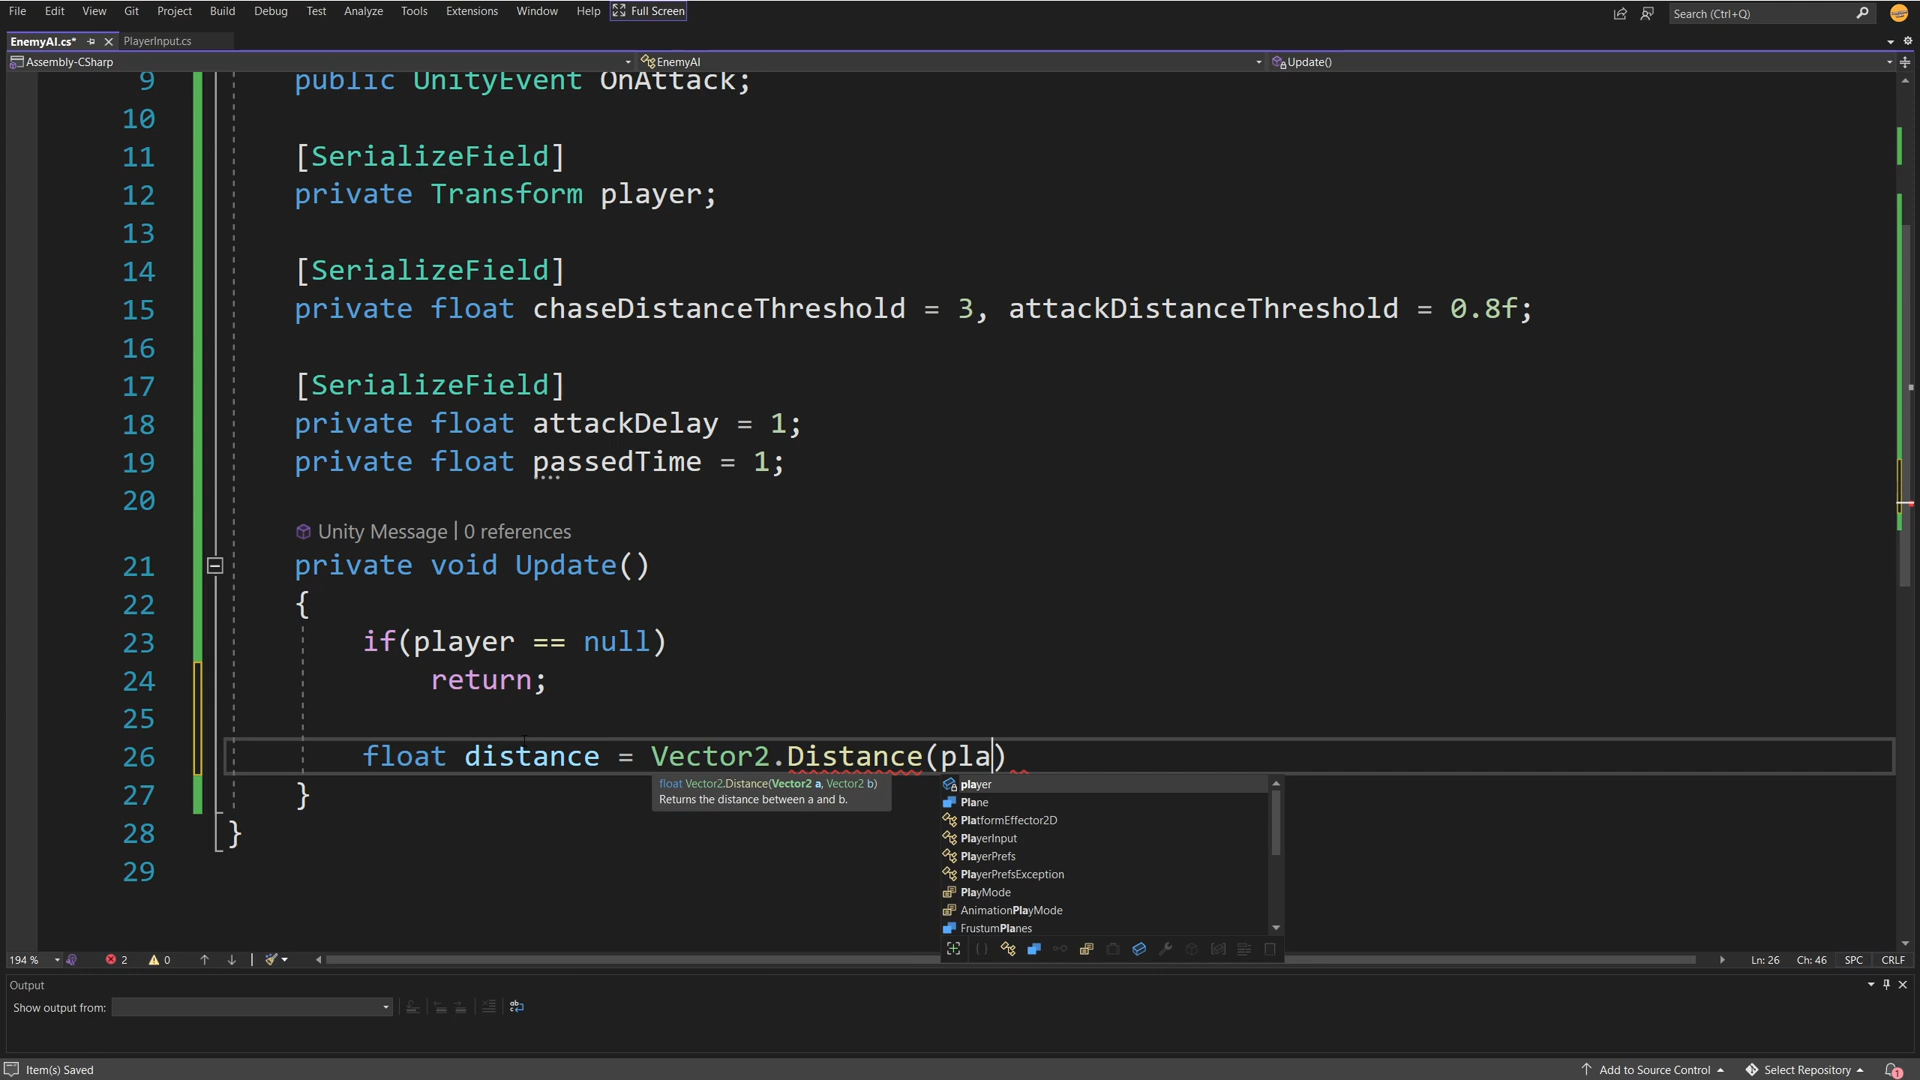 File Edit View Git Project Build Debug Test Analyze Tools Extensions Window Help Full Screen Search (Ctrl+Q)
EnemyAI.cs* PlayerInput.cs
Assembly-CSharp EnemyAI Update()
9 public UnityEvent OnAttack;
10
11 [SerializeField]
12 private Transform player;
13
14 [SerializeField]
15 private float chaseDistanceThreshold = 3, attackDistanceThreshold = 0.8f;
16
17 [SerializeField]
18 private float attackDelay = 1;
19 private float passedTime = 1;
20
Unity Message | 0 references
21 private void Update()
22 {
23 if(player == null)
24 return;
25
26 float distance = Vector2.Distance(pla)
float Vector2.Distance(Vector2 a, Vector2 b)
Returns the distance between a and b.
player
Plane
PlatformEffector2D
PlayerInput
PlayerPrefs
PlayerPrefsException
PlayMode
AnimationPlayMode
FrustumPlanes
27 }
28 }
29
194 % 2 0 Ln: 26 Ch: 46 SPC CRLF
Output
Show output from:
Item(s) Saved Add to Source Control Select Repository 1